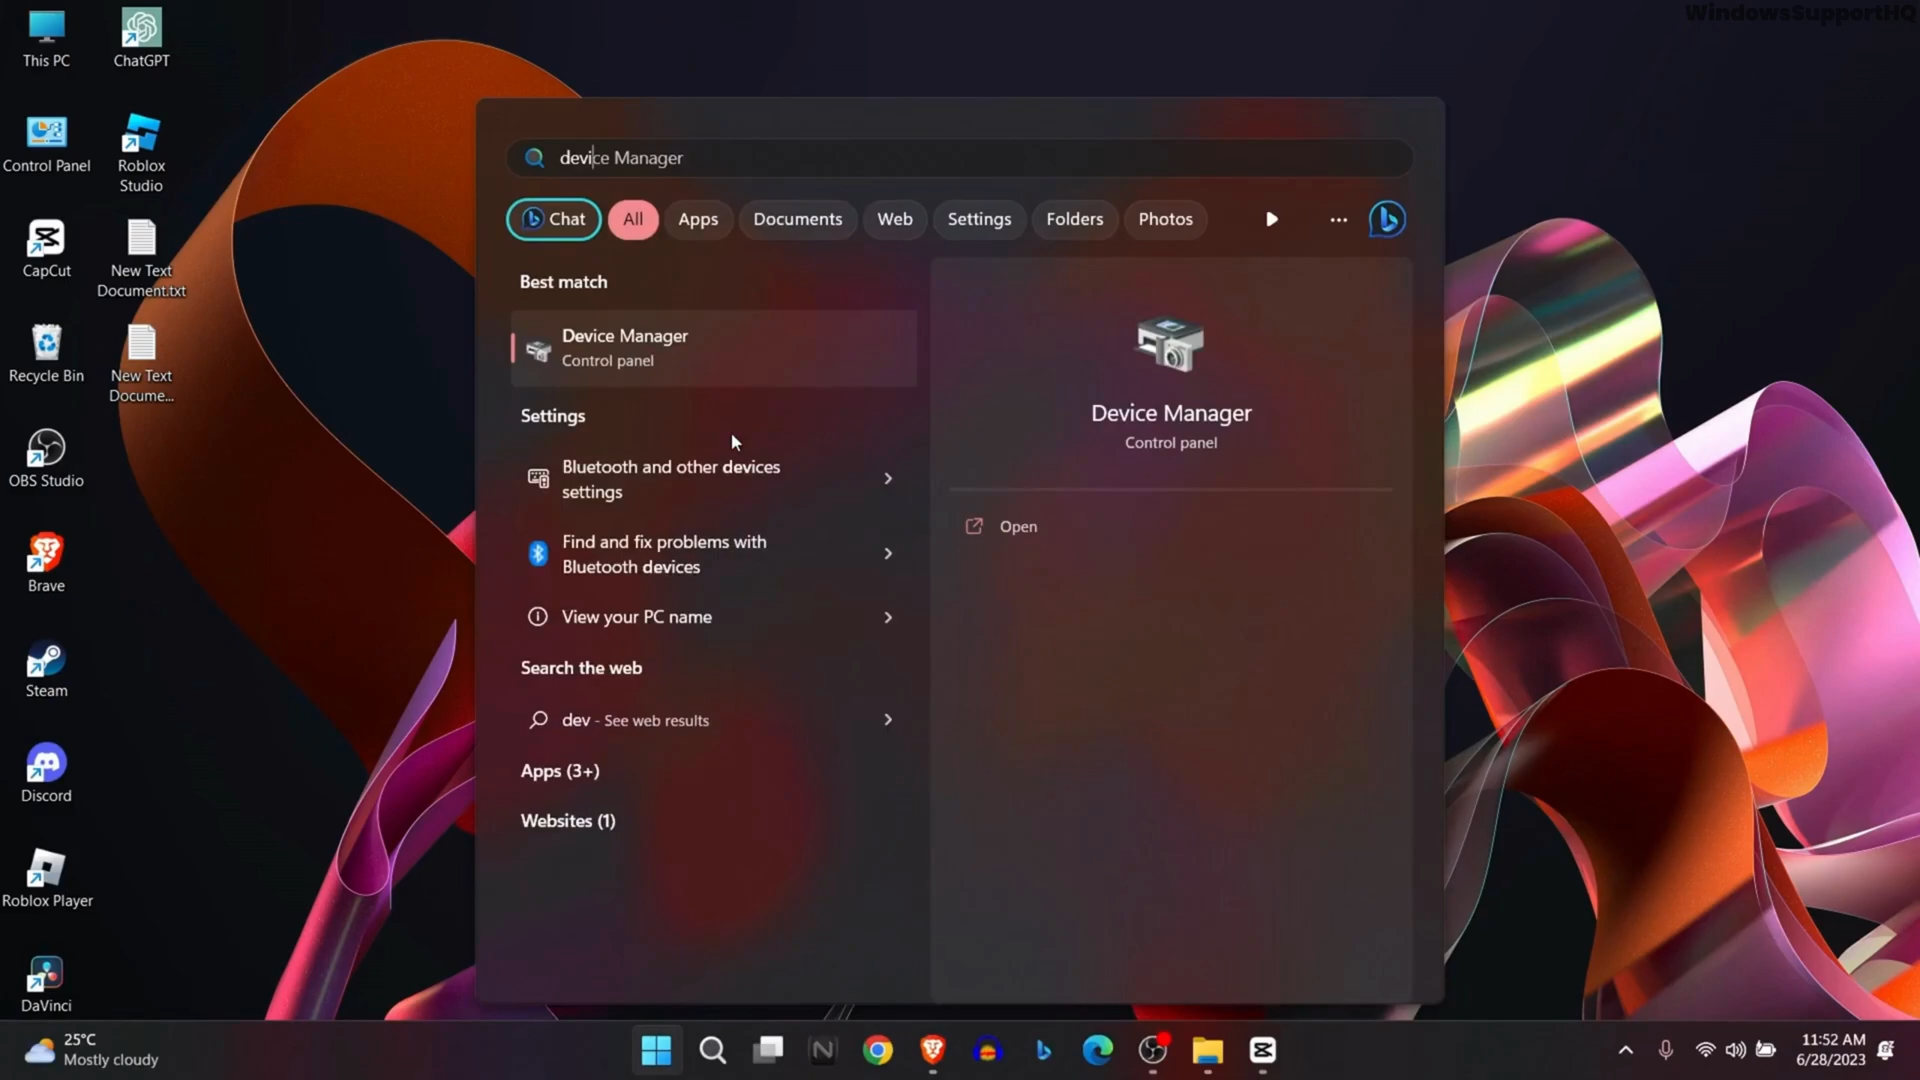 WindowsSupportHQ
This PC
ChatGPT
Control Panel
Roblox
Studio
CapCut
New Text
Document.txt
Recycle Bin
New Text
Docume...
OBS Studio
Brave
Steam
Discord
Roblox Player
DaVinci
device Manager
Chat
All
Apps
Documents
Web
Settings
Folders
Photos
Best match
Device Manager
Control panel
Settings
Bluetooth and other devices
settings
Find and fix problems with
Bluetooth devices
View your PC name
Search the web
dev - See web results
Apps (3+)
Websites (1)
Device Manager
Control panel
Open
25°C
Mostly cloudy
11:52 AM
6/28/2023